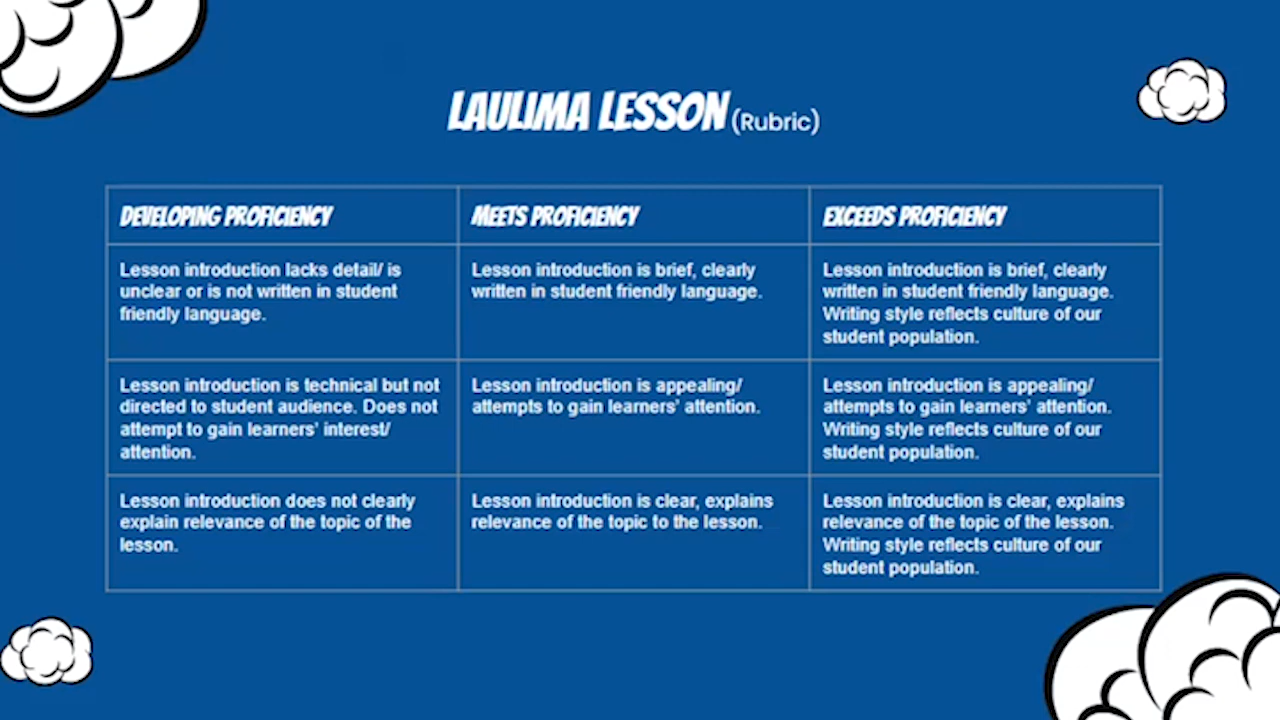 LAULIMA LESSON (Rubric)
DEVELOPING PROFICIENCY
MEETS PROFICIENCY
EXCEEDS PROFICIENCY
Lesson introduction lacks detail/ is
unclear or is not written in student
friendly language.
Lesson introduction is brief, clearly
written in student friendly language.
Lesson introduction is brief, clearly
written in student friendly language.
Writing style reflects culture of our
student population.
Lesson introduction is technical but not
directed to student audience. Does not
attempt to gain learners' interest/
attention.
Lesson introduction is appealing/
attempts to gain learners' attention.
Lesson introduction is appealing/
attempts to gain learners' attention.
Writing style reflects culture of our
student population.
Lesson introduction does not clearly
explain relevance of the topic of the
lesson.
Lesson introduction is clear, explains
relevance of the topic to the lesson.
Lesson introduction is clear, explains
relevance of the topic of the lesson.
Writing style reflects culture of our
student population.